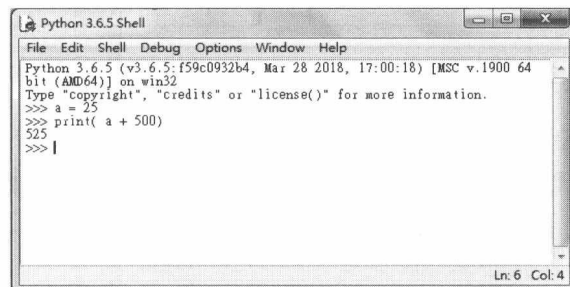 Python 3.6.5 Shell
File Edit Shell Debug Options Window Help
Python 3.6.5 (v3.6.5:f59c0932b4, Mar 28 2018, 17:00:18) [MSC v.1900 64
bit (AMD64)] on win32
Type "copyright", "credits" or "license()" for more information.
>>> a = 25
>>> print( a + 500)
525
>>>
Ln: 6 Col: 4